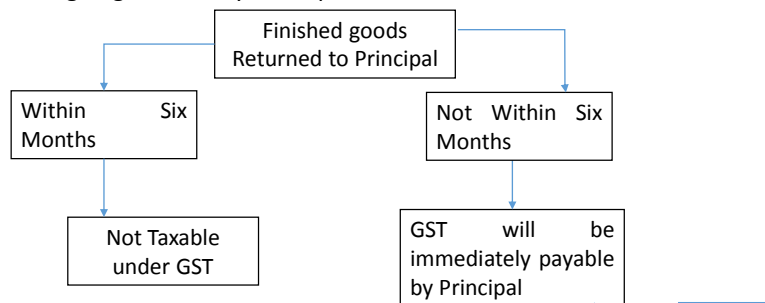 Finished goods
Returned to Principal
Within Six
Months
Not Within Six
Months
Not Taxable
under GST
GST will be
immediately payable
by Principal